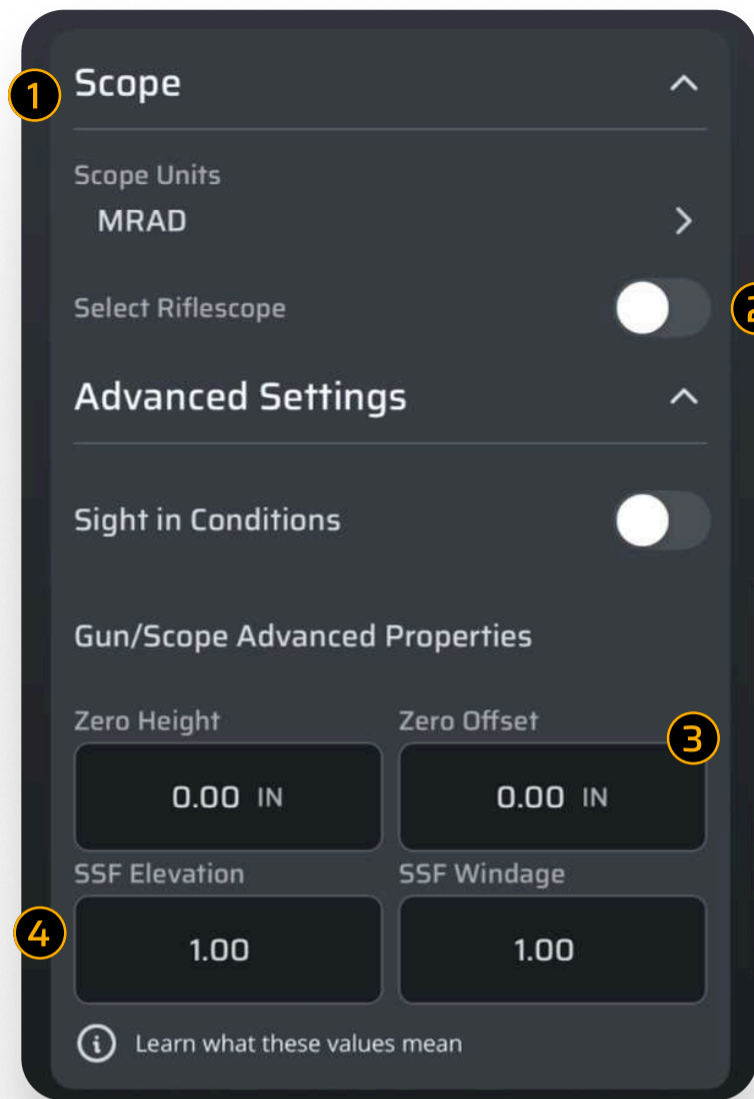 1 Scope
Scope Units
MRAD
Select Riflescope 2
Advanced Settings
Sight in Conditions
Gun/Scope Advanced Properties
Zero Height Zero Offset 3
0.00 IN 0.00 IN
SSF Elevation SSF Windage
4 1.00 1.00
i Learn what these values mean